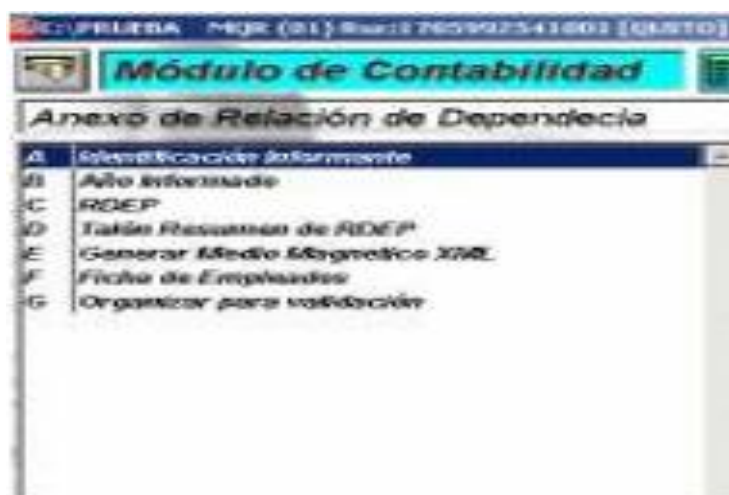 Módulo de Contabilidad
Anexo de Relación de Dependecia
A Identificación Informante
B Año Informado
C RDEP
D Talón Resumen de RDEP
E Generar Medio Magnetico XML
F Ficha de Empleados
G Organizar para validación